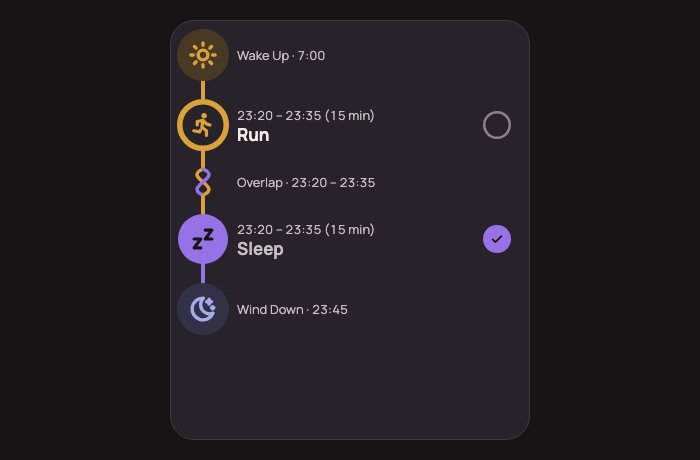 Wake Up · 7:00
23:20 – 23:35 (15 min)
Run
Overlap · 23:20 – 23:35
23:20 – 23:35 (15 min)
zz
Sleep
Wind Down · 23:45